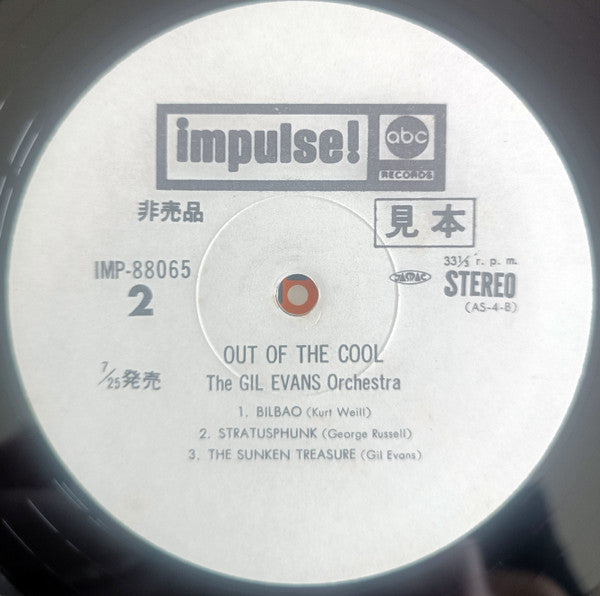 impulse!
abc
RECORDS
非売品
見本
IMP-88065
2
33⅓ r. p. m.
JASRAC
STEREO
(AS-4-B)
7/25発売
OUT OF THE COOL
The GIL EVANS Orchestra
1. BILBAO (Kurt Weill)
2. STRATUSPHUNK (George Russell)
3. THE SUNKEN TREASURE (Gil Evans)